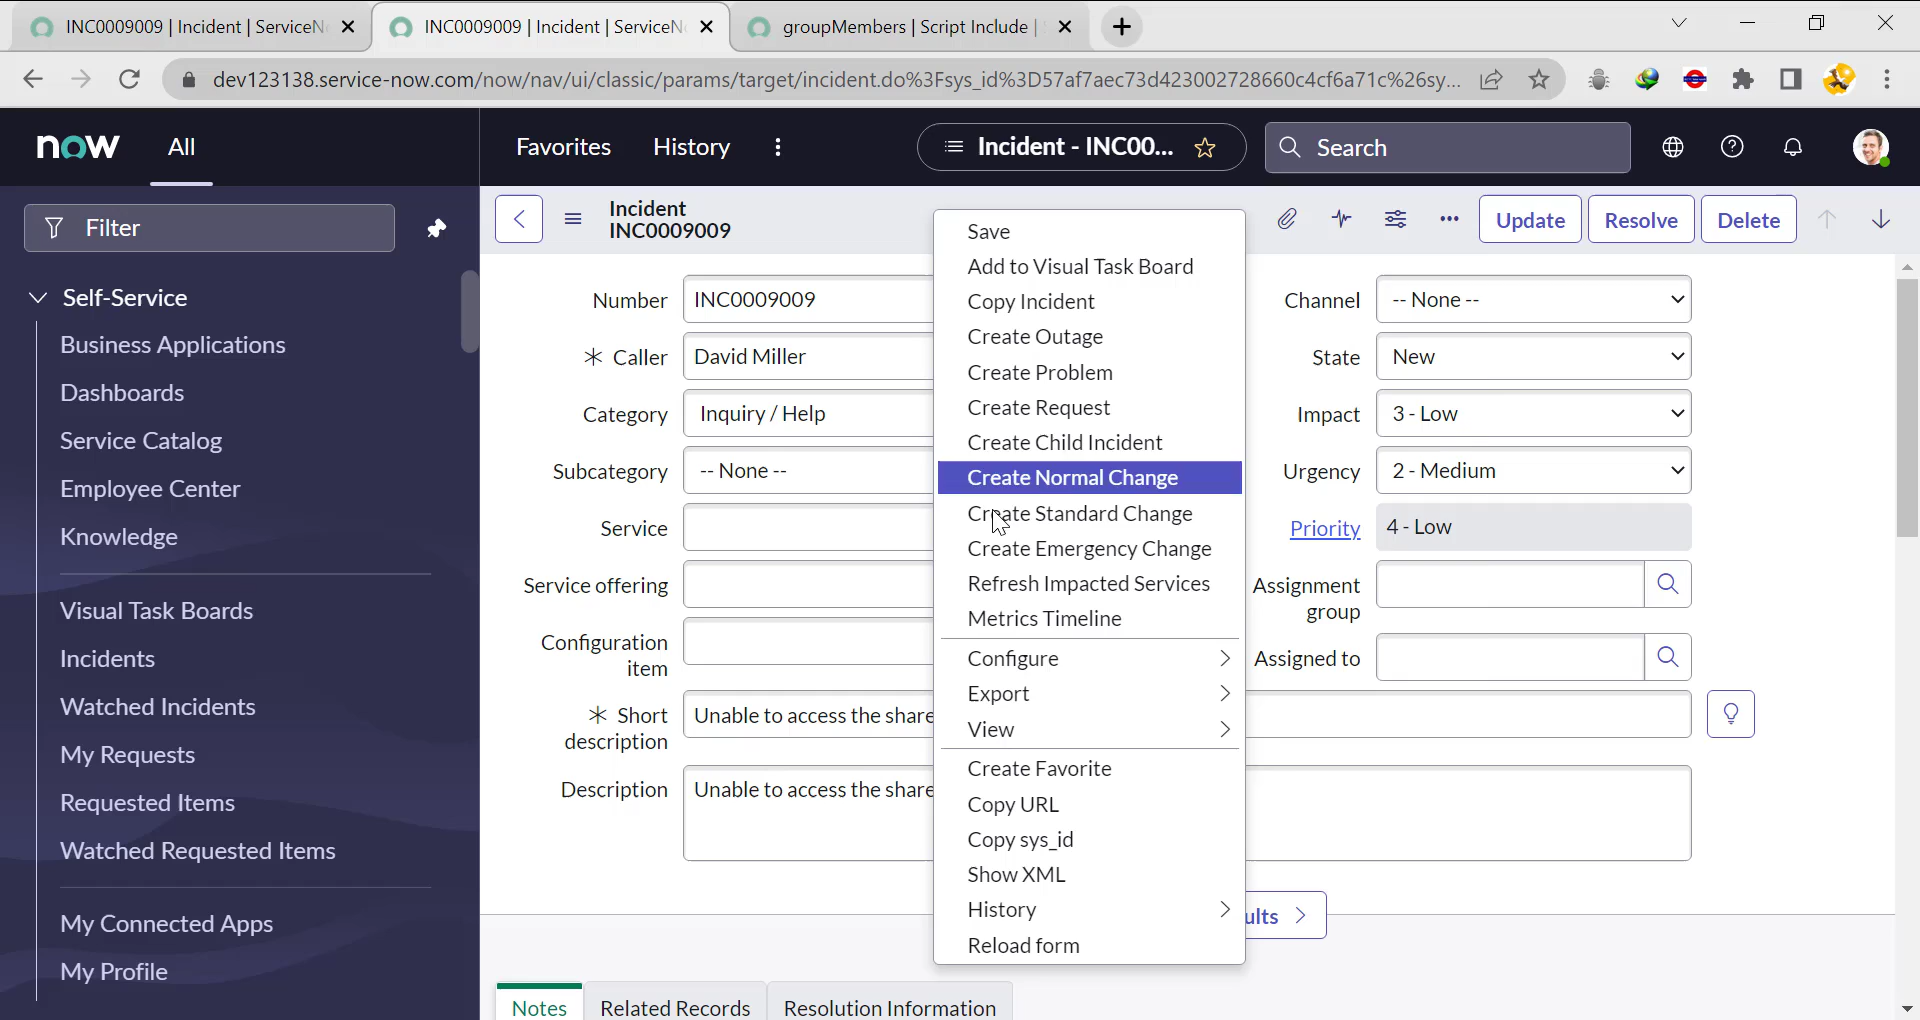 INC0009009 | Incident | ServiceN
INC0009009 | Incident | ServiceN
groupMembers | Script Include |
dev123138.service-now.com/now/nav/ui/classic/params/target/incident.do%3Fsys_id%3D57af7aec73d423002728660c4cf6a71c%26sy...
now
All
Favorites
History
Incident - INC00...
Search
Filter
Self-Service
Business Applications
Dashboards
Service Catalog
Employee Center
Knowledge
Visual Task Boards
Incidents
Watched Incidents
My Requests
Requested Items
Watched Requested Items
My Connected Apps
My Profile
Incident
INC0009009
Update
Resolve
Delete
Number
INC0009009
Caller
David Miller
Category
Inquiry / Help
Subcategory
-- None --
Service
Service offering
Configuration
item
Short
description
Unable to access the share
Description
Unable to access the share
Save
Add to Visual Task Board
Copy Incident
Create Outage
Create Problem
Create Request
Create Child Incident
Create Normal Change
Create Standard Change
Create Emergency Change
Refresh Impacted Services
Metrics Timeline
Configure
Export
View
Create Favorite
Copy URL
Copy sys_id
Show XML
History
Reload form
Channel
-- None --
State
New
Impact
3 - Low
Urgency
2 - Medium
Priority
4 - Low
Assignment
group
Assigned to
ults
Notes
Related Records
Resolution Information